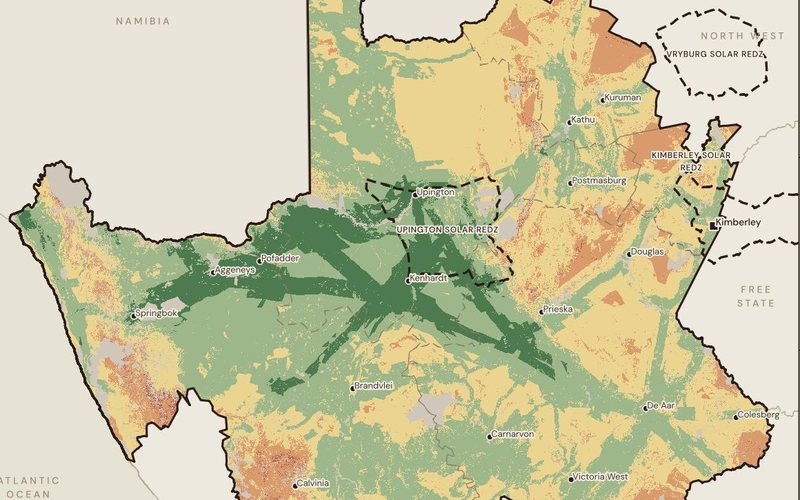 NAMIBIA
NORTH WEST
VRYBURG SOLAR REDZ
Kuruman
Kathu
KIMBERLEY SOLAR
REDZ
Postmasburg
Upington
Kimberley
UPINGTON SOLAR REDZ
Douglas
Pofadder
Aggeneys
Kenhardt
FREE
STATE
Springbok
Prieska
Brandvlei
De Aar
Colesberg
Carnarvon
Victoria West
Calvinia
ATLANTIC
OCEAN